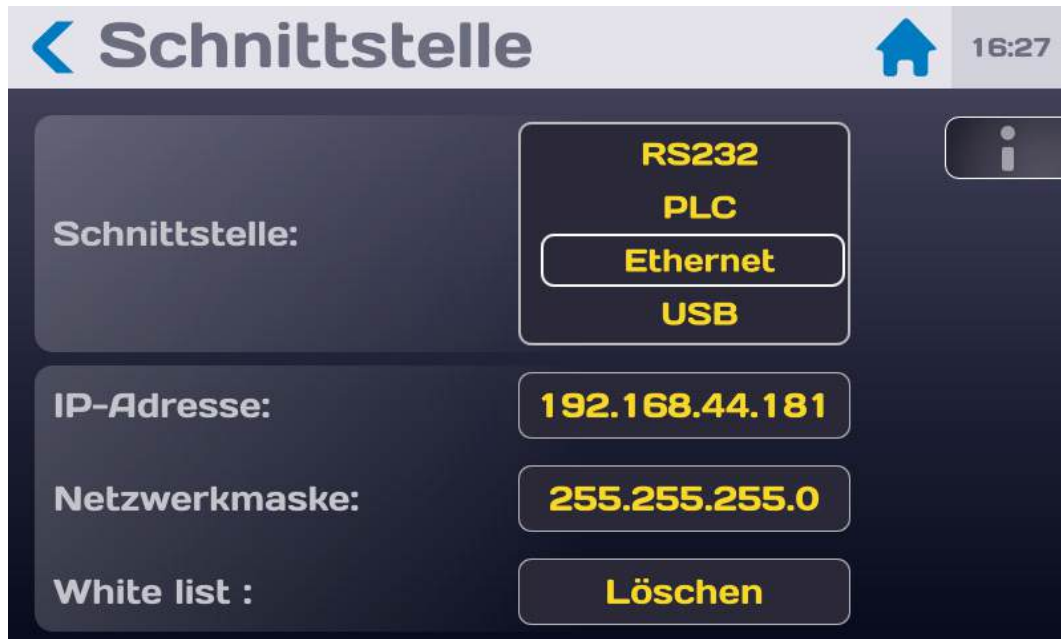 Schnittstelle
16:27
Schnittstelle:
RS232
PLC
Ethernet
USB
IP-Adresse:
192.168.44.181
Netzwerkmaske:
255.255.255.0
White list :
Löschen